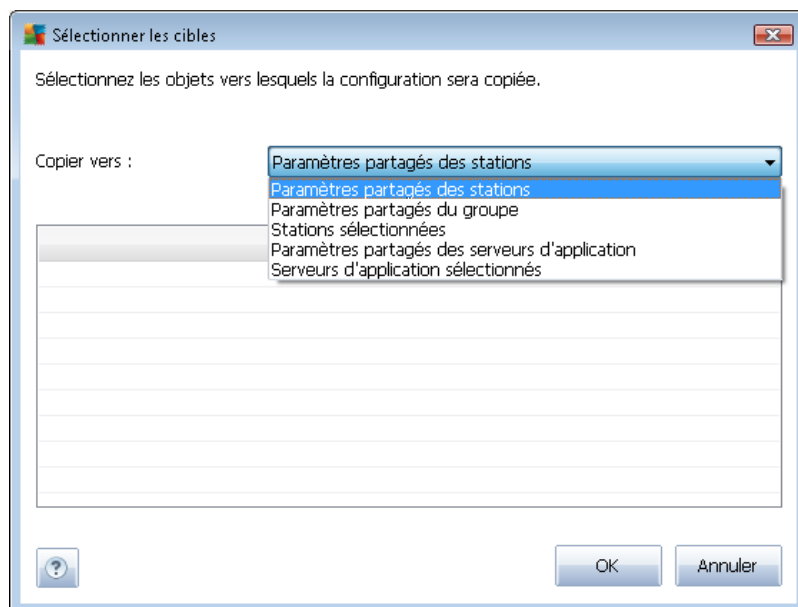 Sélectionner les cibles
Sélectionnez les objets vers lesquels la configuration sera copiée.
Copier vers :
Paramètres partagés des stations
Paramètres partagés des stations
Paramètres partagés du groupe
Stations sélectionnées
Paramètres partagés des serveurs d'application
Serveurs d'application sélectionnés
?
OK
Annuler